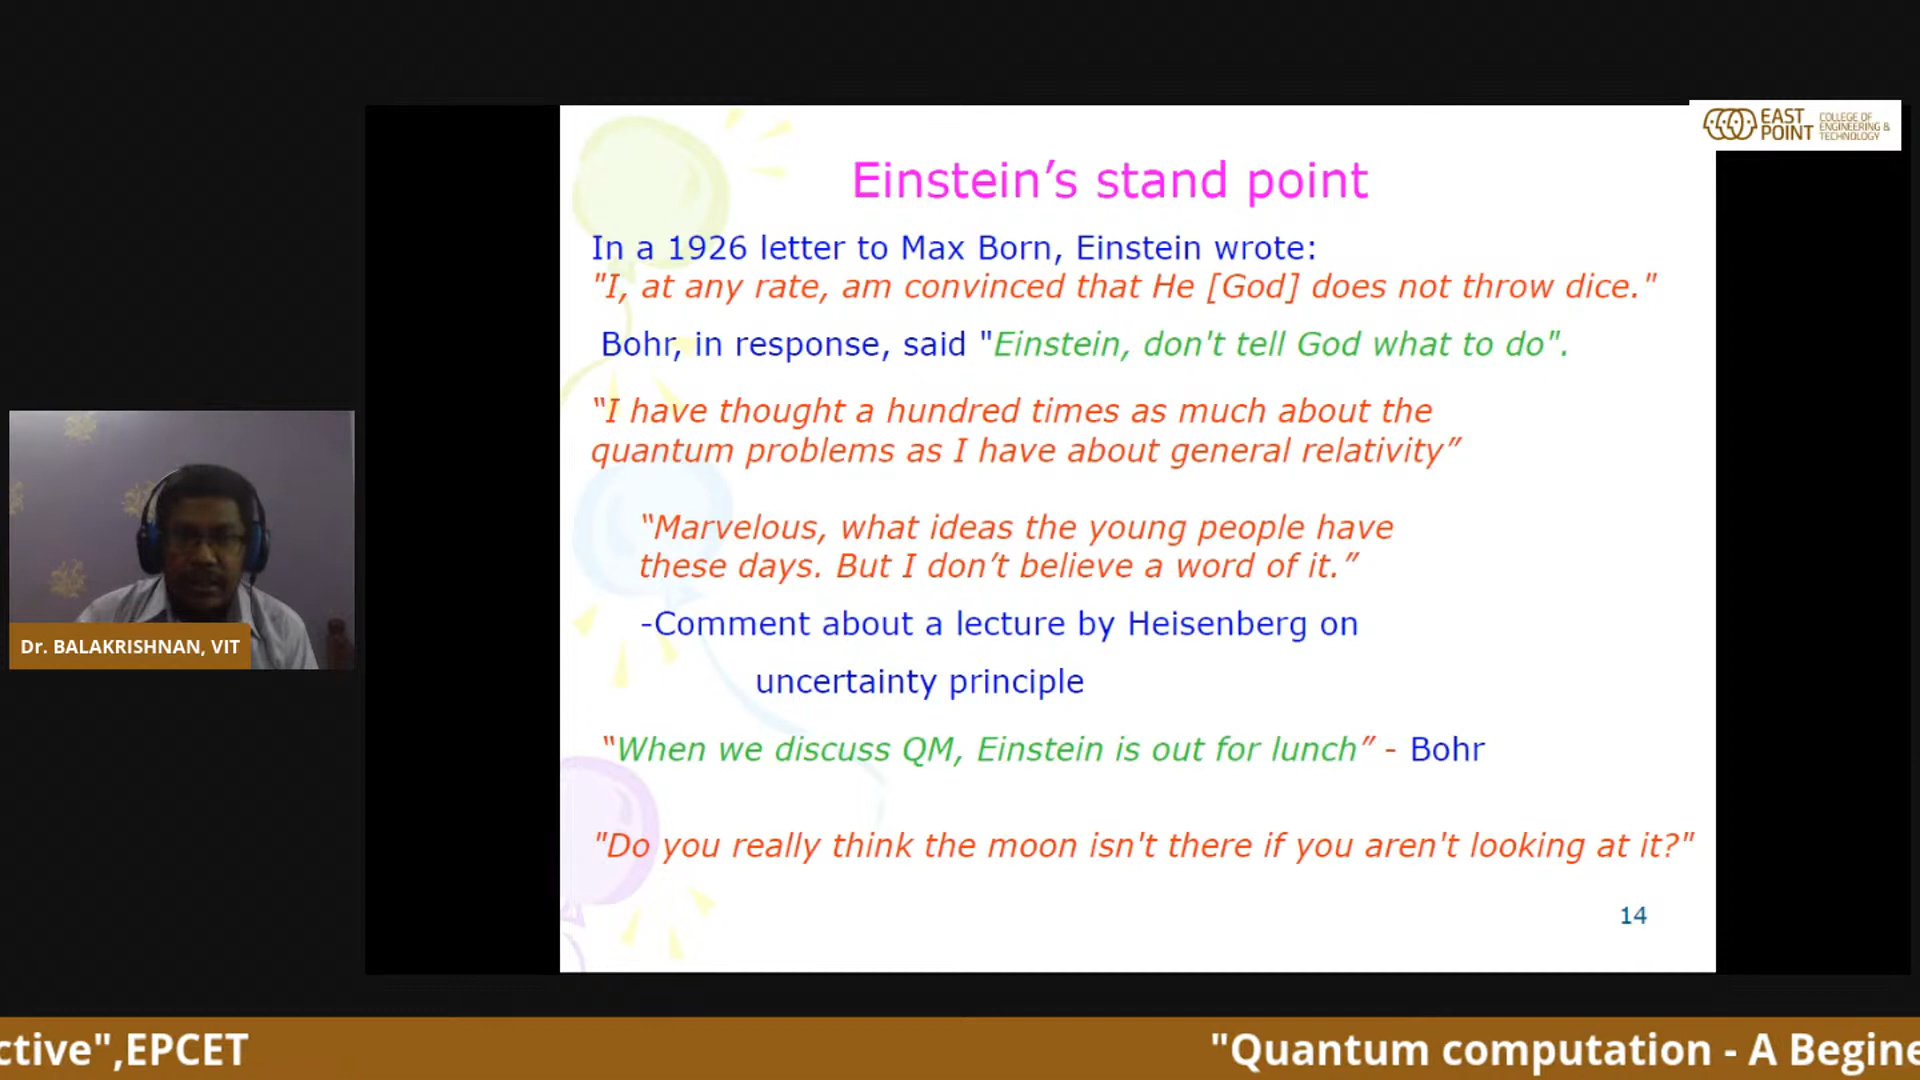 EAST
POINT
COLLEGE OF
ENGINEERING &
TECHNOLOGY
Einstein’s stand point
In a 1926 letter to Max Born, Einstein wrote:
"I, at any rate, am convinced that He [God] does not throw dice."
Bohr, in response, said "Einstein, don't tell God what to do".
“I have thought a hundred times as much about the
quantum problems as I have about general relativity”
“Marvelous, what ideas the young people have
these days. But I don’t believe a word of it.”
-Comment about a lecture by Heisenberg on
uncertainty principle
“When we discuss QM, Einstein is out for lunch” - Bohr
"Do you really think the moon isn't there if you aren't looking at it?"
14
Dr. BALAKRISHNAN, VIT
ctive",EPCET "Quantum computation - A Begine